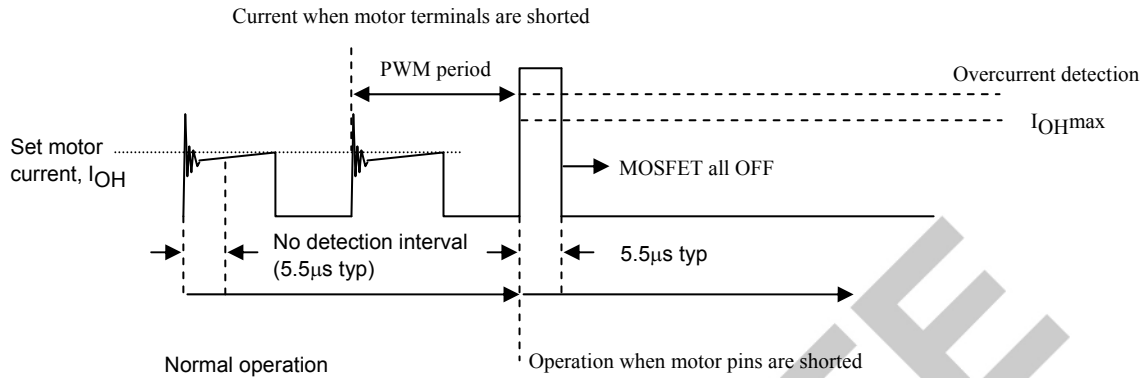 Current when motor terminals are shorted
PWM period
Overcurrent detection
IOHmax
Set motor
current, IOH
MOSFET all OFF
No detection interval
(5.5μs typ)
5.5μs typ
Normal operation
Operation when motor pins are shorted